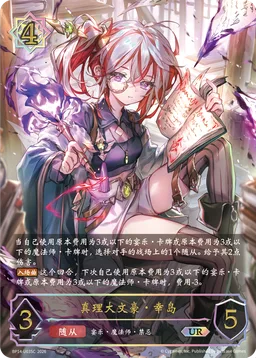 4
当自己使用原本费用为3或以下的宴乐·卡牌或原本费用为3或以下的魔法师·卡牌时，选择对手的战场上的1个随从。给予其2点伤害。
入场曲 这个回合，下次自己使用原本费用为3或以下的宴乐·卡牌或原本费用为3或以下的魔法师·卡牌时，费用-3。
3
真理大文豪·幸岛
5
随从
宴乐·魔法师·禁忌
UR